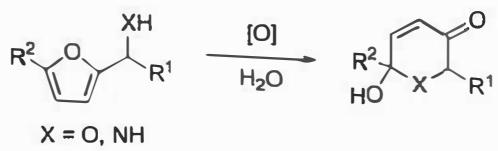 XH
R²
O
R¹
[O]
H₂O
O
R²
HO
X
R¹
X = O, NH